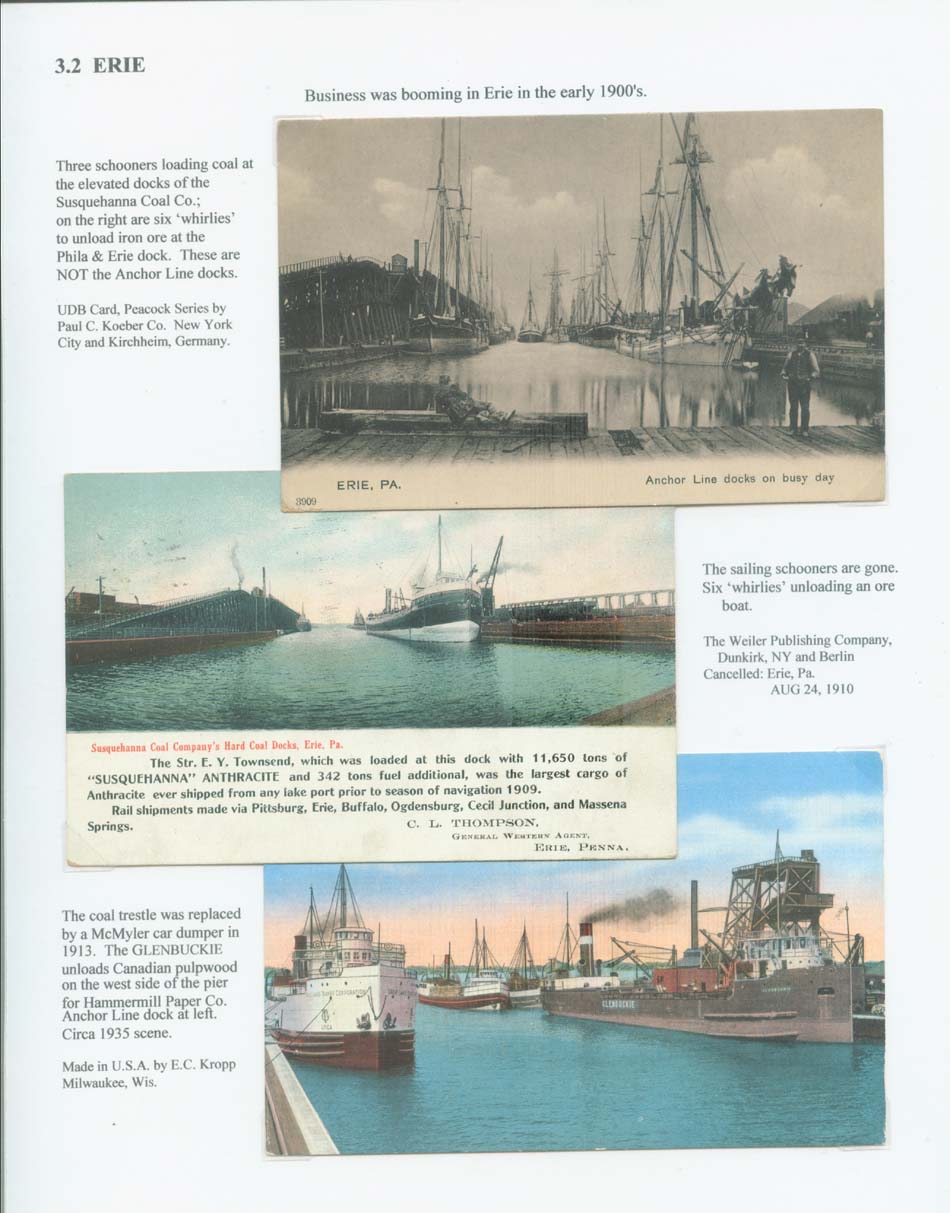 3.2 ERIE
Business was booming in Erie in the early 1900's.
Three schooners loading coal at
the elevated docks of the
Susquehanna Coal Co.;
on the right are six ‘whirlies’
to unload iron ore at the
Phila & Erie dock. These are
NOT the Anchor Line docks.
UDB Card, Peacock Series by
Paul C. Koeber Co. New York
City and Kirchheim, Germany.
ERIE, PA.
Anchor Line docks on busy day
3909
The sailing schooners are gone.
Six ‘whirlies’ unloading an ore
boat.
The Weiler Publishing Company,
Dunkirk, NY and Berlin
Cancelled: Erie, Pa.
AUG 24, 1910
Susquehanna Coal Company's Hard Coal Docks, Erie, Pa.
The Str. E. Y. Townsend, which was loaded at this dock with 11,650 tons of
“SUSQUEHANNA” ANTHRACITE and 342 tons fuel additional, was the largest cargo of
Anthracite ever shipped from any lake port prior to season of navigation 1909.
Rail shipments made via Pittsburg, Erie, Buffalo, Ogdensburg, Cecil Junction, and Massena
Springs.
C. L. THOMPSON,
GENERAL WESTERN AGENT,
ERIE, PENNA.
The coal trestle was replaced
by a McMyler car dumper in
1913. The GLENBUCKIE
unloads Canadian pulpwood
on the west side of the pier
for Hammermill Paper Co.
Anchor Line dock at left.
Circa 1935 scene.
Made in U.S.A. by E.C. Kropp
Milwaukee, Wis.
CORPORATION
UTICA
GLENBUCKIE